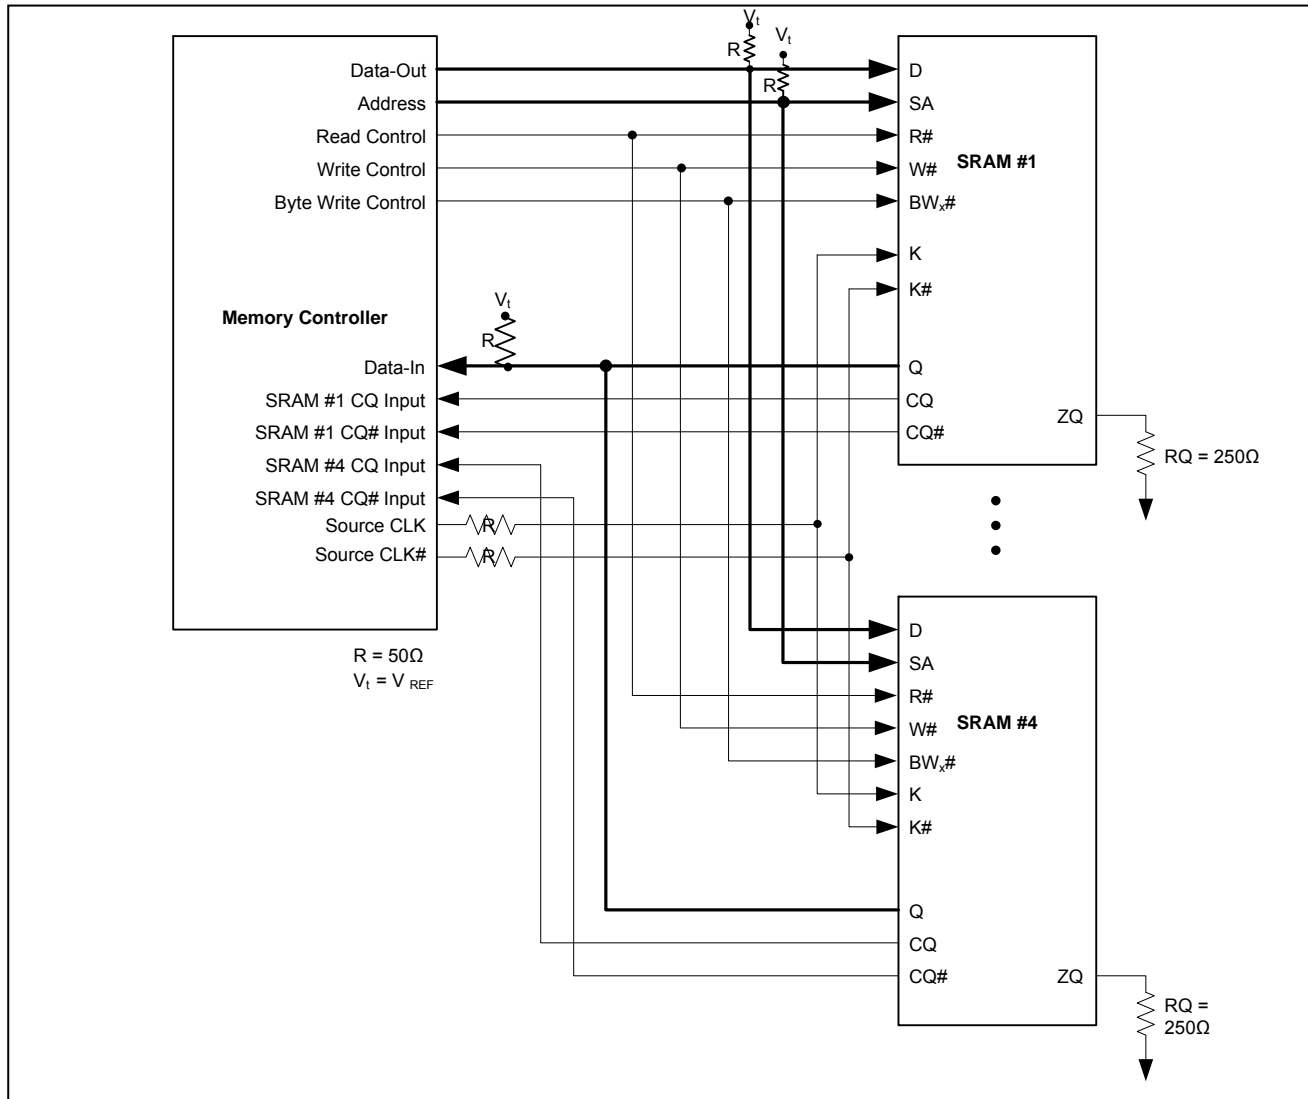 Vt
Vt
R
R
Data-Out
Address
Read Control
Write Control
Byte Write Control
Memory Controller
Vt
R
Data-In
SRAM #1 CQ Input
SRAM #1 CQ# Input
SRAM #4 CQ Input
SRAM #4 CQ# Input
Source CLK
R
Source CLK#
R
R = 50Ω
Vt = V REF
D
SA
R#
SRAM #1
W#
BWx#
K
K#
Q
CQ
ZQ
CQ#
RQ = 250Ω
D
SA
R#
SRAM #4
W#
BWx#
K
K#
Q
CQ
CQ#
ZQ
RQ =
250Ω